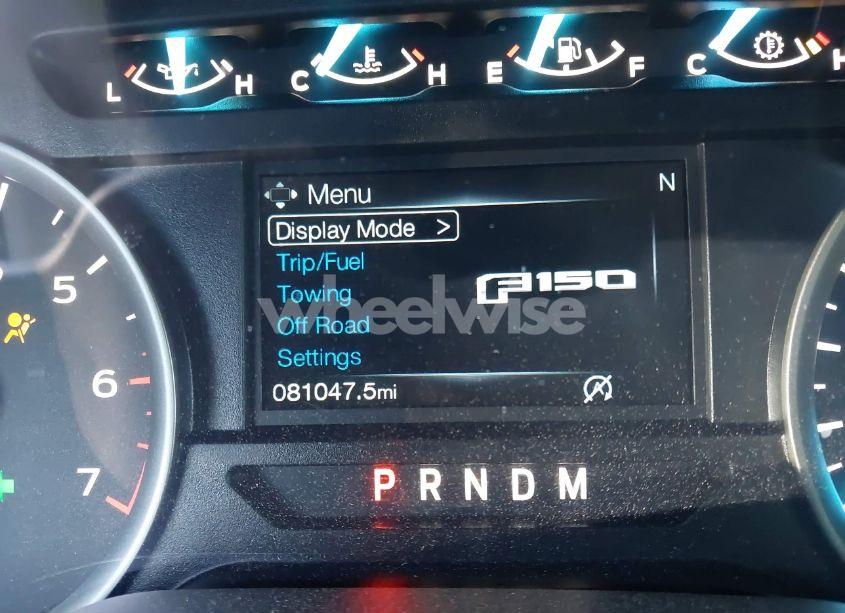 L H C H E F C H
Menu N
Display Mode >
Trip/Fuel
F150
Towing
wheelwise
Off Road
Settings
081047.5mi
5
6
7
P R N D M